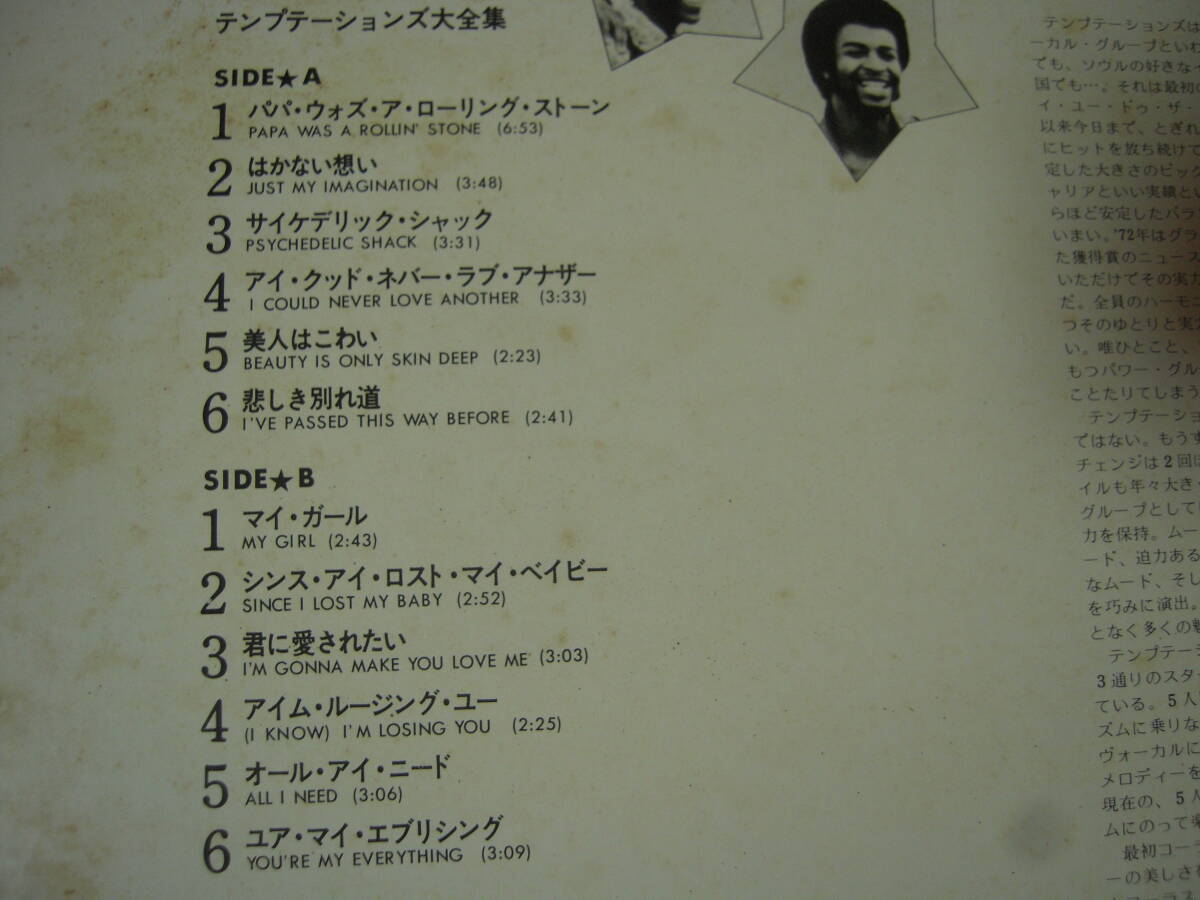 テンプテーションズ大全集
SIDE★A
1 パパ・ウォズ・ア・ローリング・ストーン
PAPA WAS A ROLLIN' STONE (6:53)
2 はかない想い
JUST MY IMAGINATION (3:48)
3 サイケデリック・シャック
PSYCHEDELIC SHACK (3:31)
4 アイ・クッド・ネバー・ラブ・アナザー
I COULD NEVER LOVE ANOTHER (3:33)
5 美人はこわい
BEAUTY IS ONLY SKIN DEEP (2:23)
6 悲しき別れ道
I'VE PASSED THIS WAY BEFORE (2:41)
SIDE★B
1 マイ・ガール
MY GIRL (2:43)
2 シンス・アイ・ロスト・マイ・ベイビー
SINCE I LOST MY BABY (2:52)
3 君に愛されたい
I'M GONNA MAKE YOU LOVE ME (3:03)
4 アイム・ルージング・ユー
(I KNOW) I'M LOSING YOU (2:25)
5 オール・アイ・ニード
ALL I NEED (3:06)
6 ユア・マイ・エブリシング
YOU'RE MY EVERYTHING (3:09)
テンプテーションズは
ーカル・グループといわ
ても、ソウルの好きな
国でも…。それは最初の
イ・ユー・ドゥ・ザ・
以来今日まで、とぎれ
にヒットを放ち続けて
定した大きさのビッグ
ャリアといい実績とい
らほど安定したバラ
いまい。'72年はグラ
た獲得賞のニュース
いただけでその実力
だ。全員のハーモニ
つそのゆとりと実
い。唯ひとこと、
もつパワー・グル
ことたりてしまう
テンプテーショ
ではない。もうす
チェンジは2回ほ
イルも年々大き
グループとして
力を保持。ムー
ード、迫力ある
なムード、そし
を巧みに演出。
となく多くの
テンプテーシ
3通りのスタ
ている。5人
ズムに乗りな
ヴォーカルに
メロディーを
現在の、5人
ムにのって
最初コー
ーの美しさ